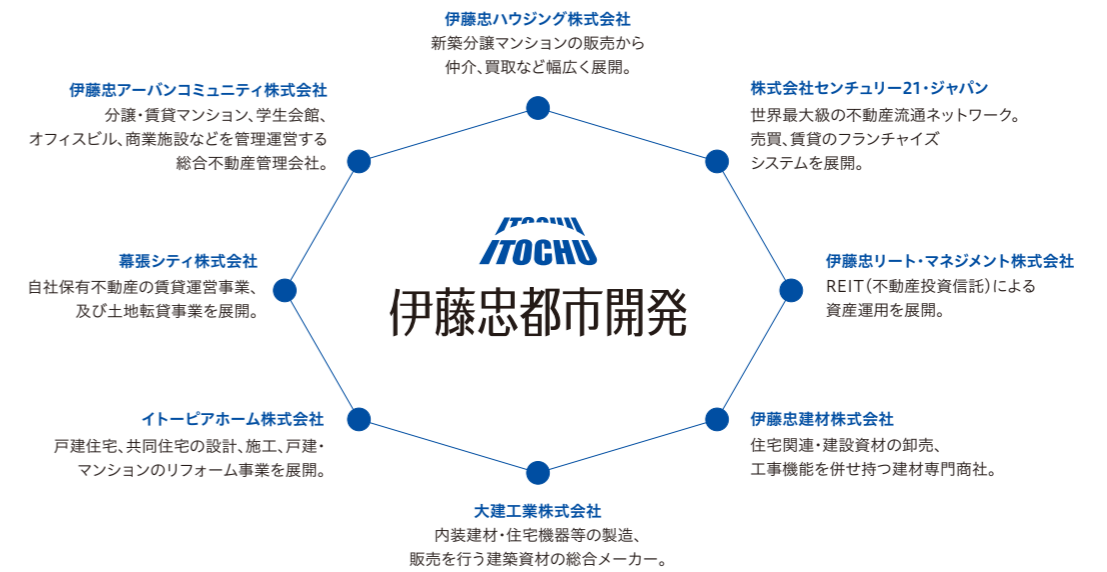 伊藤忠ハウジング株式会社
新築分譲マンションの販売から
仲介、買取など幅広く展開。
株式会社センチュリー21・ジャパン
世界最大級の不動産流通ネットワーク。
売買、賃貸のフランチャイズ
システムを展開。
伊藤忠リート・マネジメント株式会社
REIT（不動産投資信託）による
資産運用を展開。
伊藤忠建材株式会社
住宅関連・建設資材の卸売、
工事機能を併せ持つ建材専門商社。
大建工業株式会社
内装建材・住宅機器等の製造、
販売を行う建築資材の総合メーカー。
イトーピアホーム株式会社
戸建住宅、共同住宅の設計、施工、戸建・
マンションのリフォーム事業を展開。
幕張シティ株式会社
自社保有不動産の賃貸運営事業、
及び土地転貸事業を展開。
伊藤忠アーバンコミュニティ株式会社
分譲・賃貸マンション、学生会館、
オフィスビル、商業施設などを管理運営する
総合不動産管理会社。
ITOCHU
ITOCHU
伊藤忠都市開発